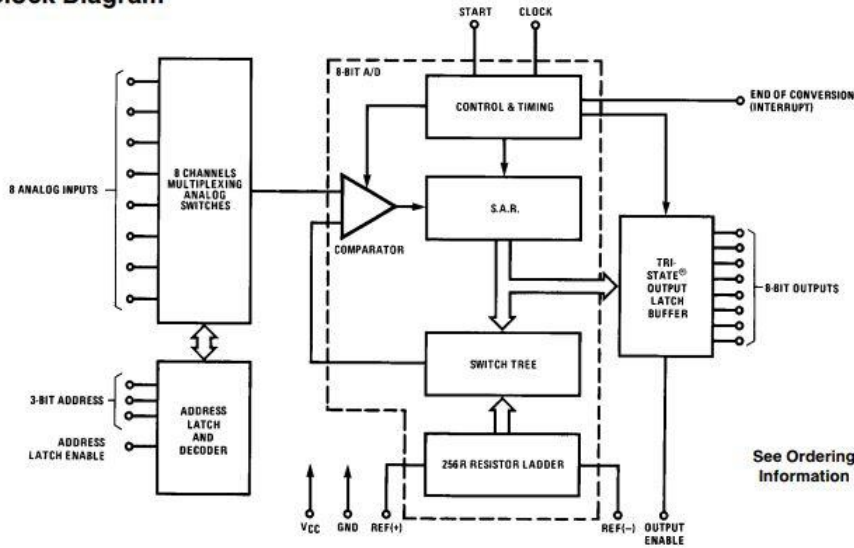 Block Diagram
START
CLOCK
8-BIT A/D
CONTROL & TIMING
END OF CONVERSION
(INTERRUPT)
8 ANALOG INPUTS
8 CHANNELS
MULTIPLEXING
ANALOG
SWITCHES
S.A.R.
COMPARATOR
TRI-
STATE®
OUTPUT
LATCH
BUFFER
8-BIT OUTPUTS
SWITCH TREE
3-BIT ADDRESS
ADDRESS
LATCH ENABLE
ADDRESS
LATCH
AND
DECODER
256R RESISTOR LADDER
See Ordering
Information
VCC
GND
REF(+)
REF(−)
OUTPUT
ENABLE